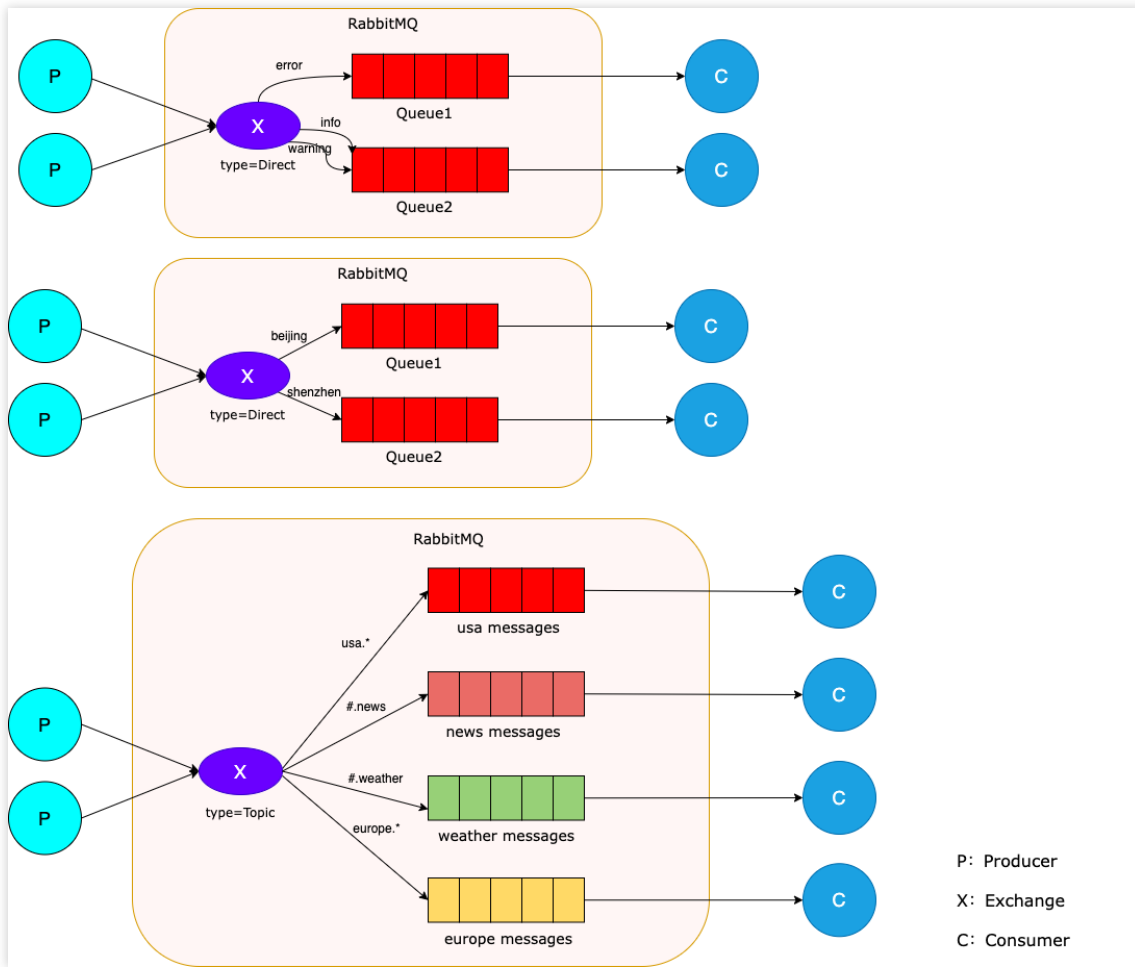 RabbitMQ
P
error
C
Queue1
X
info
warning
type=Direct
P
C
Queue2
RabbitMQ
P
beijing
C
Queue1
X
shenzhen
type=Direct
P
C
Queue2
RabbitMQ
C
usa messages
usa.*
#.news
C
news messages
P
X
#.weather
type=Topic
P
C
europe.*
weather messages
P: Producer
C
X: Exchange
europe messages
C: Consumer